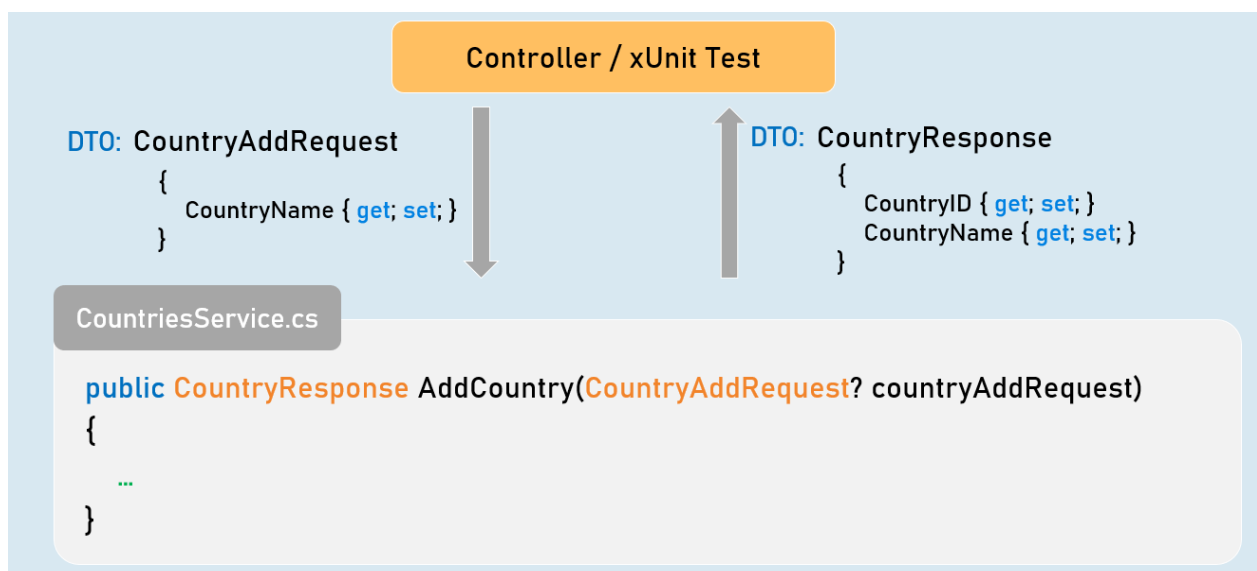 Controller / xUnit Test
DTO: CountryAddRequest
{
CountryName { get; set; }
}
DTO: CountryResponse
{
CountryID { get; set; }
CountryName { get; set; }
}
CountriesService.cs
public CountryResponse AddCountry(CountryAddRequest? countryAddRequest)
{
...
}